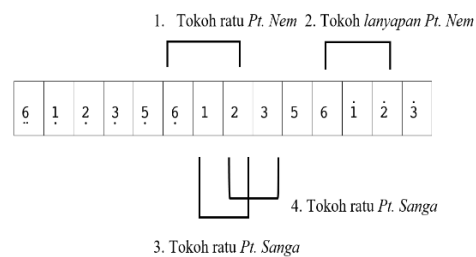 1. Tokoh ratu Pt. Nem 2. Tokoh lanyapan Pt. Nem
6̤ 1̣ 2̣ 3̣ 5̣ 6̣ 1 2 3 5 6 1̇ 2̇ 3̇
4. Tokoh ratu Pt. Sanga
3. Tokoh ratu Pt. Sanga